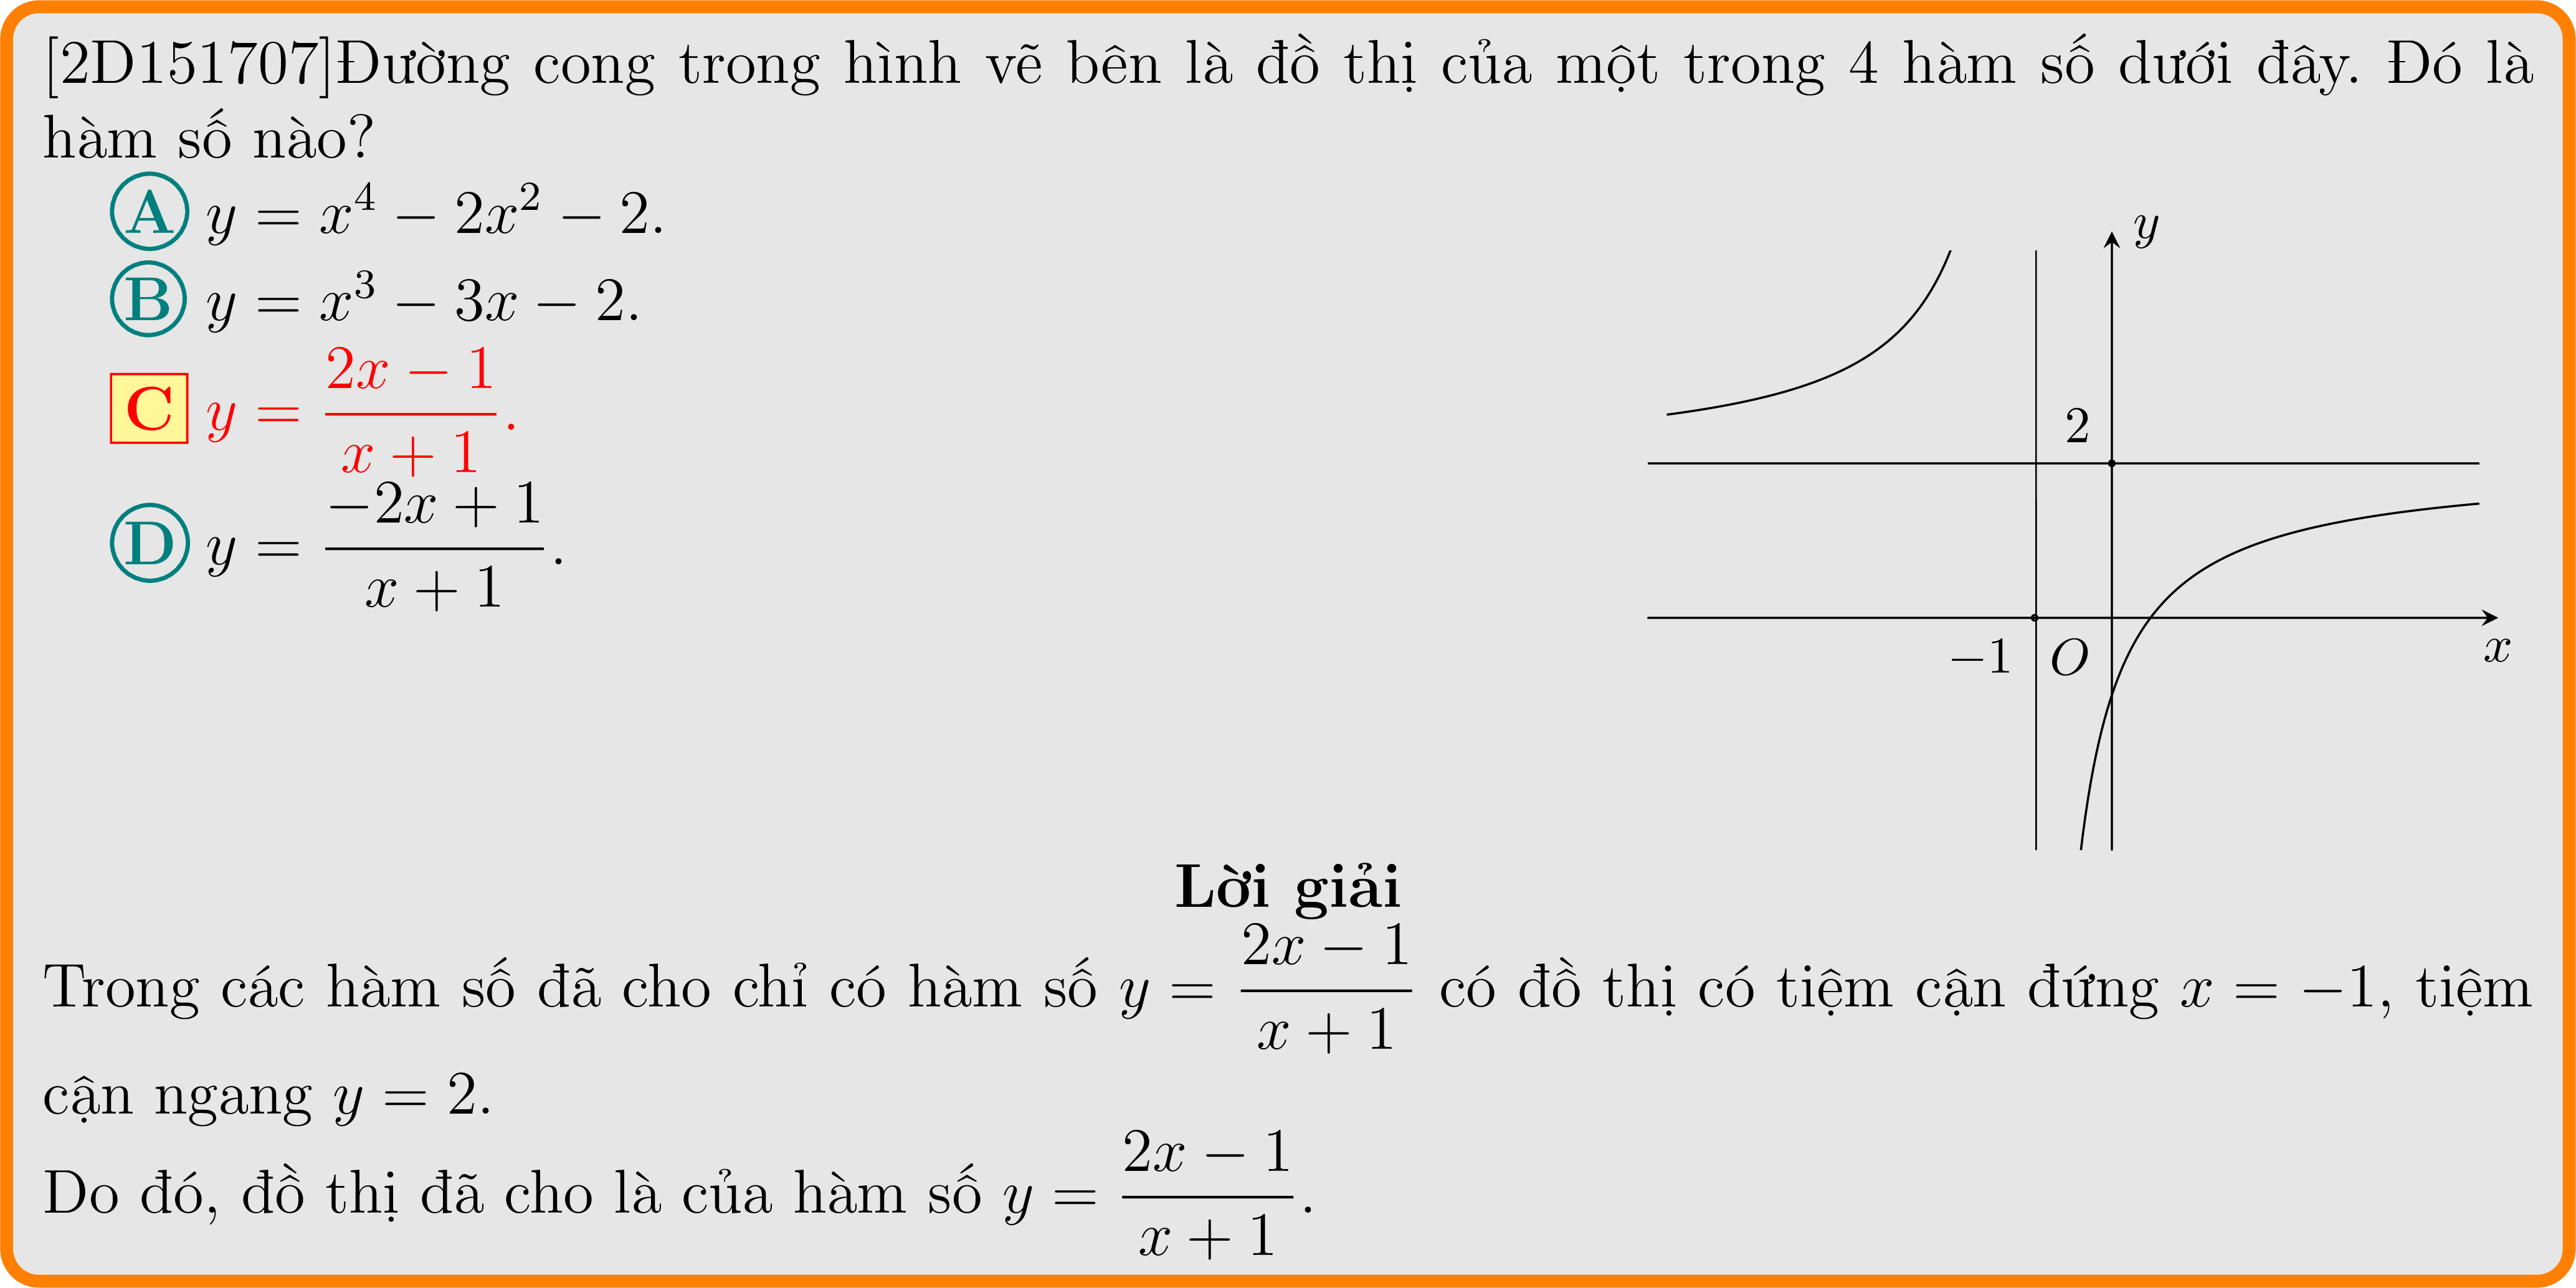 [2D151707]Đường cong trong hình vẽ bên là đồ thị của một trong 4 hàm số dưới đây. Đó là
hàm số nào?
A y = x⁴ − 2x² − 2.
B y = x³ − 3x − 2.
C y = \frac{2x − 1}{x + 1}.
D y = \frac{−2x + 1}{x + 1}.
y
2
−1 O x
Lời giải
Trong các hàm số đã cho chỉ có hàm số y = \frac{2x − 1}{x + 1} có đồ thị có tiệm cận đứng x = −1, tiệm
cận ngang y = 2.
Do đó, đồ thị đã cho là của hàm số y = \frac{2x − 1}{x + 1}.